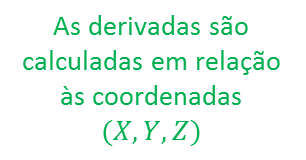 As derivadas são
calculadas em relação
às coordenadas
(X, Y, Z)